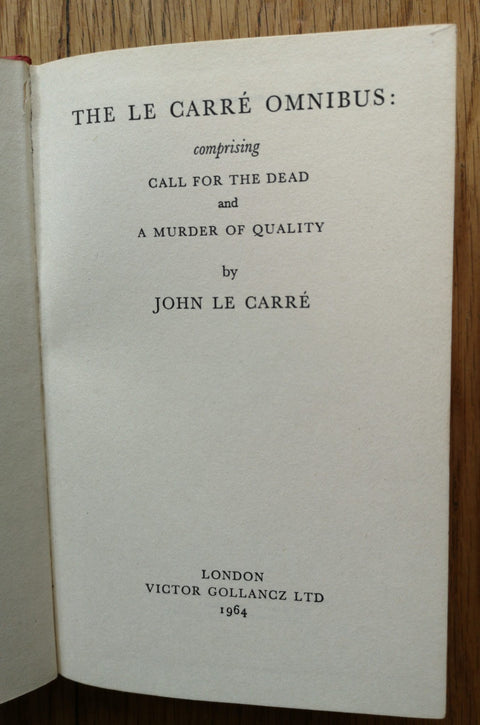 THE LE CARRÉ OMNIBUS:
comprising
CALL FOR THE DEAD
and
A MURDER OF QUALITY
by
JOHN LE CARRÉ
LONDON
VICTOR GOLLANCZ LTD
1964